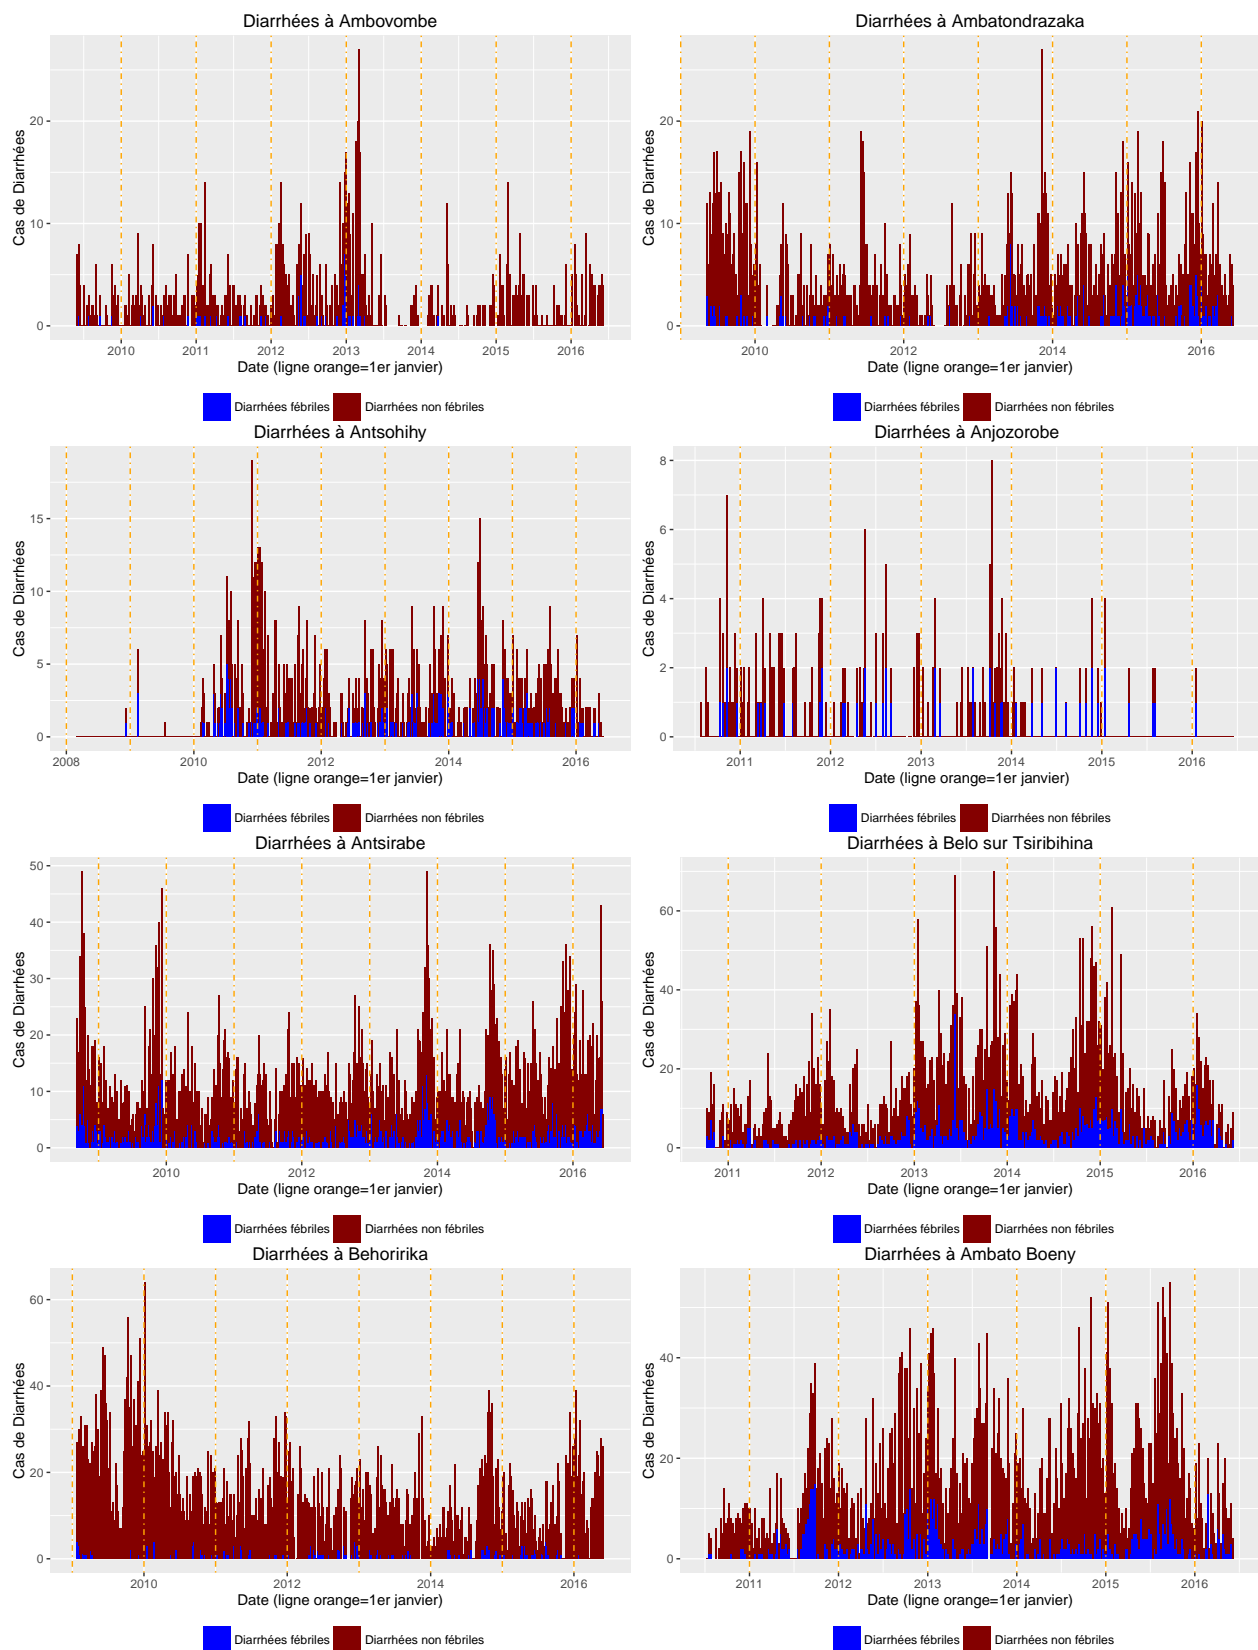 Diarrhées à Ambovombe
Cas de Diarrhées
20
10
0
2010 2011 2012 2013 2014 2015 2016
Date (ligne orange=1er janvier)
Diarrhées fébriles Diarrhées non fébriles
Diarrhées à Ambatondrazaka
Cas de Diarrhées
20
10
0
2010 2012 2014 2016
Date (ligne orange=1er janvier)
Diarrhées fébriles Diarrhées non fébriles
Diarrhées à Antsohihy
Cas de Diarrhées
15
10
5
0
2008 2010 2012 2014 2016
Date (ligne orange=1er janvier)
Diarrhées fébriles Diarrhées non fébriles
Diarrhées à Anjozorobe
Cas de Diarrhées
8
6
4
2
0
2011 2012 2013 2014 2015 2016
Date (ligne orange=1er janvier)
Diarrhées fébriles Diarrhées non fébriles
Diarrhées à Antsirabe
Cas de Diarrhées
50
40
30
20
10
0
2010 2012 2014 2016
Date (ligne orange=1er janvier)
Diarrhées fébriles Diarrhées non fébriles
Diarrhées à Belo sur Tsiribihina
Cas de Diarrhées
60
40
20
0
2011 2012 2013 2014 2015 2016
Date (ligne orange=1er janvier)
Diarrhées fébriles Diarrhées non fébriles
Diarrhées à Behoririka
Cas de Diarrhées
60
40
20
0
2010 2012 2014 2016
Date (ligne orange=1er janvier)
Diarrhées fébriles Diarrhées non fébriles
Diarrhées à Ambato Boeny
Cas de Diarrhées
40
20
0
2011 2012 2013 2014 2015 2016
Date (ligne orange=1er janvier)
Diarrhées fébriles Diarrhées non fébriles